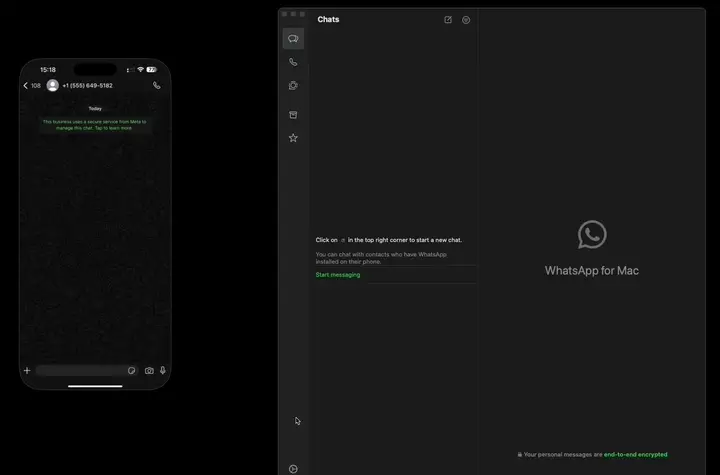 15:18
77
108
+1 (555) 649-5182
Today
This business uses a secure service from Meta to
manage this chat. Tap to learn more.
Chats
Click on in the top right corner to start a new chat.
You can chat with contacts who have WhatsApp
installed on their phone.
Start messaging
WhatsApp for Mac
Your personal messages are end-to-end encrypted